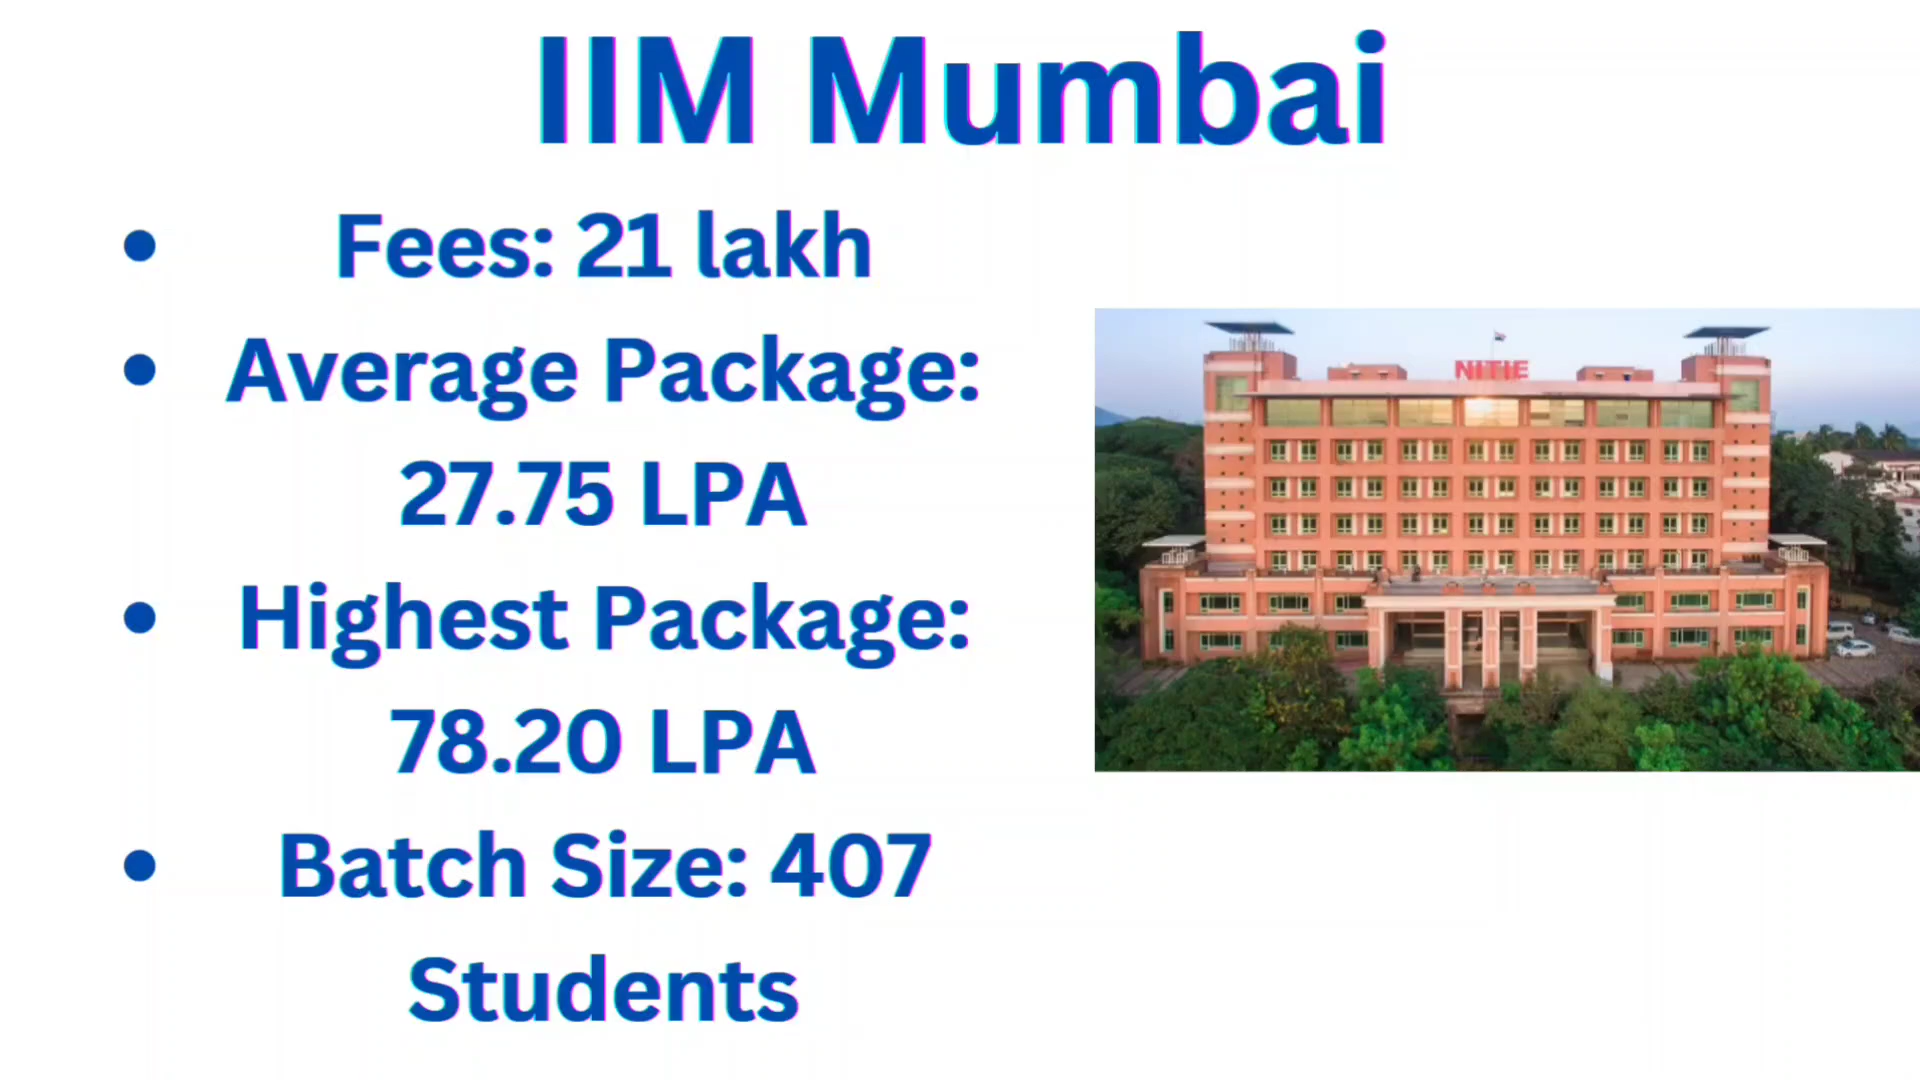 IIM Mumbai
• Fees: 21 lakh
• Average Package:
27.75 LPA
• Highest Package:
78.20 LPA
• Batch Size: 407
Students
NITIE